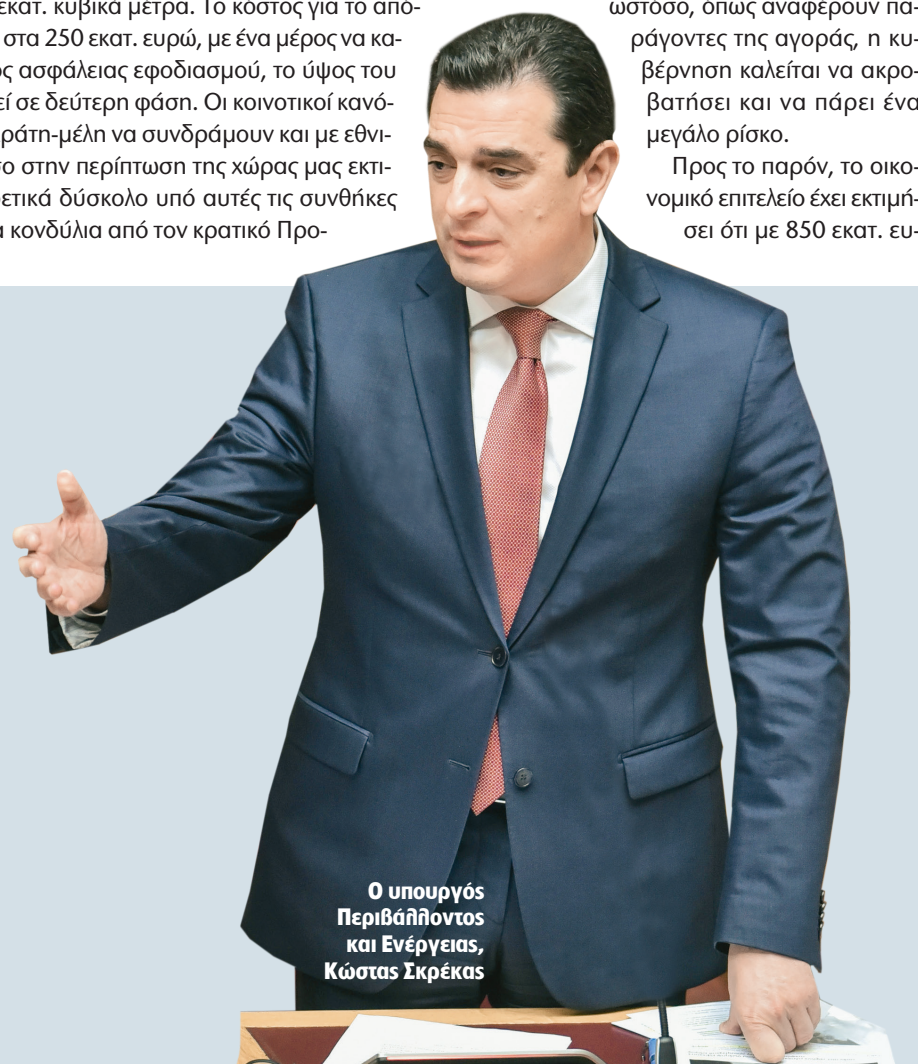 εκατ. κυβικά μέτρα. Το κόστος για το από-
στα 250 εκατ. ευρώ, με ένα μέρος να κα-
ς ασφάλειας εφοδιασμού, το ύψος του
εί σε δεύτερη φάση. Οι κοινοτικοί κανό-
ράτη-μέλη να συνδράμουν και με εθνι-
σο στην περίπτωση της χώρας μας εκτι-
ετικά δύσκολο υπό αυτές τις συνθήκες
α κονδύλια από τον κρατικό Προ-
ωστόσο, όπως αναφέρουν πα-
ράγοντες της αγοράς, η κυ-
βέρνηση καλείται να ακρο-
βατήσει και να πάρει ένα
μεγάλο ρίσκο.
Προς το παρόν, το οικο-
νομικό επιτελείο έχει εκτιμή-
σει ότι με 850 εκατ. ευ-
Ο υπουργός
Περιβάλλοντος
και Ενέργειας,
Κώστας Σκρέκας